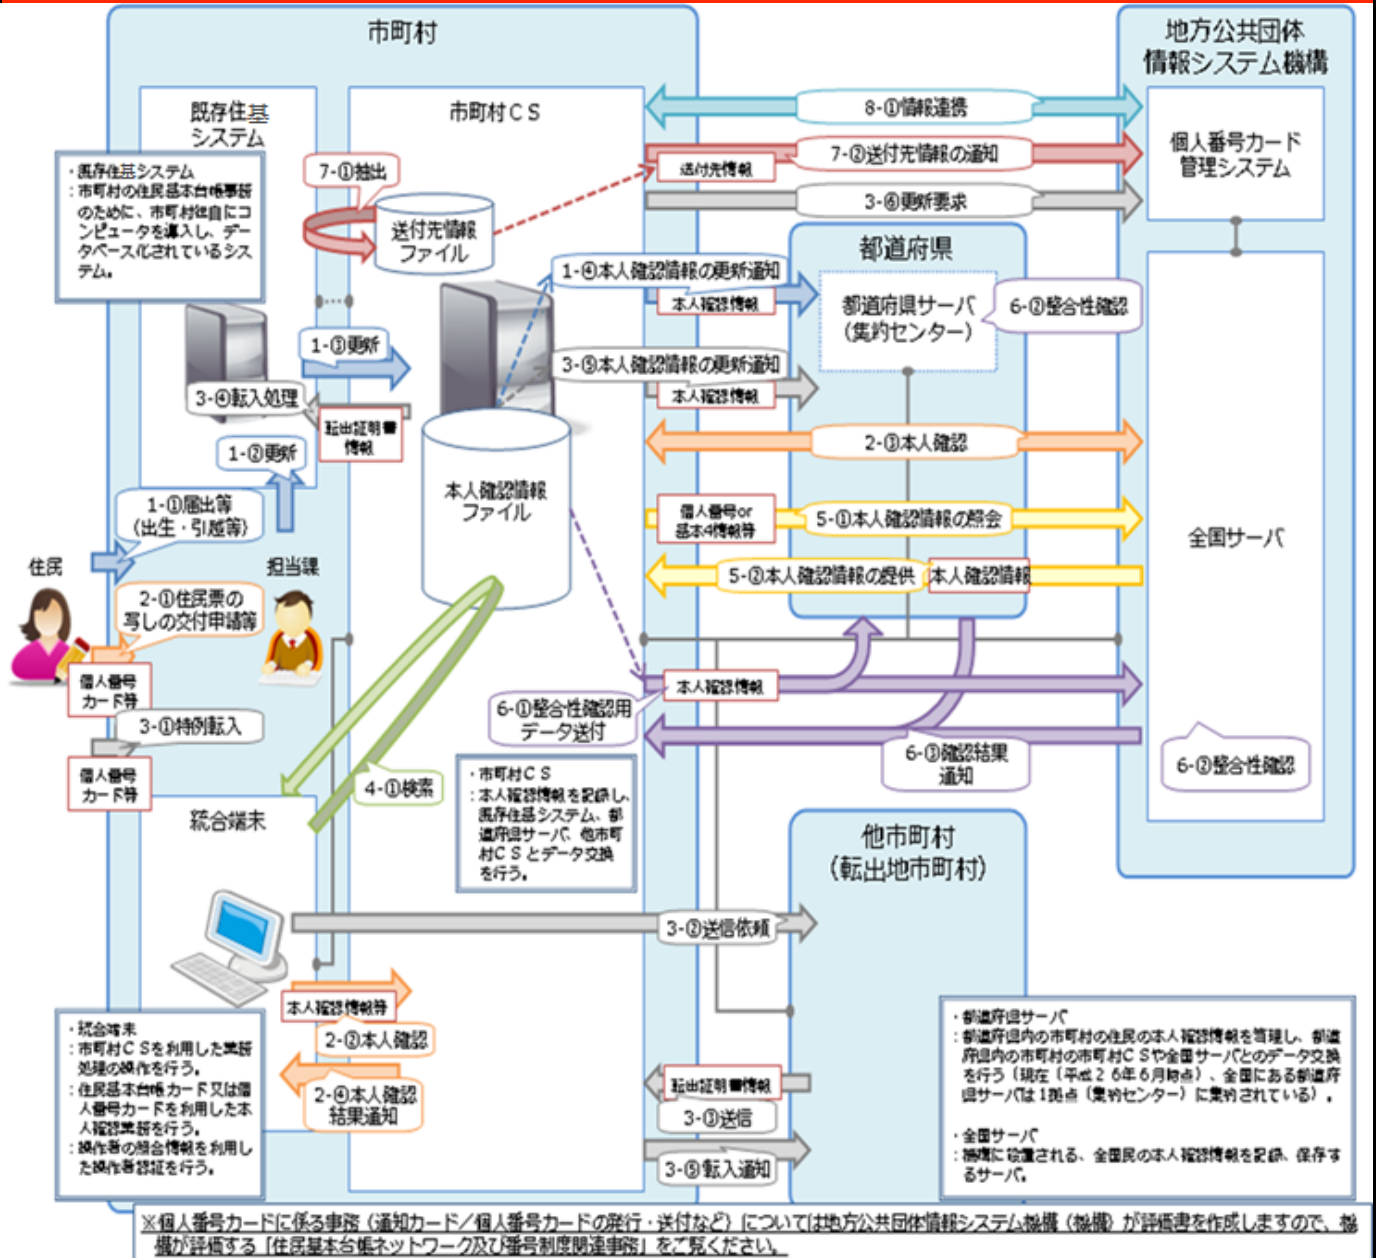 市町村
地方公共団体
情報システム機構
既存住基
システム
市町村ＣＳ
8-①情報連携
個人番号カード
管理システム
7-②送付先情報の通知
送付先情報
7-①抽出
3-⑥更新要求
・既存住基システム
：市町村の住民基本台帳事務
のために、市町村独自にコ
ンピュータを導入し、デー
タベース化されているシス
テム。
送付先情報
ファイル
都道府県
1-④本人確認情報の更新通知
本人確認情報
都道府県サーバ
（集約センター）
6-②整合性確認
1-③更新
3-⑤本人確認情報の更新通知
本人確認情報
3-④転入処理
転出証明書
情報
1-②更新
2-③本人確認
本人確認情報
ファイル
1-①届出等
（出生・引越等）
個人番号or
基本4情報等
5-①本人確認情報の照会
全国サーバ
住民
担当課
5-②本人確認情報の提供
本人確認情報
2-①住民票の
写しの交付申請等
個人番号
カード等
本人確認情報
6-①整合性確認用
データ送付
3-①特例転入
個人番号
カード等
6-③確認結果
通知
6-②整合性確認
4-①検索
・市町村ＣＳ
：本人確認情報を記録し、
既存住基システム、都
道府県サーバ、他市町
村ＣＳとデータ交換
を行う。
統合端末
他市町村
（転出地市町村）
3-②送信依頼
本人確認情報等
2-②本人確認
2-④本人確認
結果通知
・統合端末
：市町村ＣＳを利用した業務
処理の操作を行う。
：住民基本台帳カード又は個
人番号カードを利用した本
人確認業務を行う。
：操作者の照合情報を利用し
た操作者認証を行う。
転出証明書情報
3-③送信
3-⑤転入通知
・都道府県サーバ
：都道府県内の市町村の住民の本人確認情報を管理し、都道
府県内の市町村の市町村ＣＳや全国サーバとのデータ交換
を行う（現在（平成２６年６月時点）、全国にある都道府
県サーバは１拠点（集約センター）に集約されている）。
・全国サーバ
：機構に設置される、全国民の本人確認情報を記録、保存す
るサーバ。
※個人番号カードに係る事務（通知カード／個人番号カードの発行・送付など）については地方公共団体情報システム機構（機構）が評価書を作成しますので、機
構が評価する「住民基本台帳ネットワーク及び番号制度関連事務」をご覧ください。